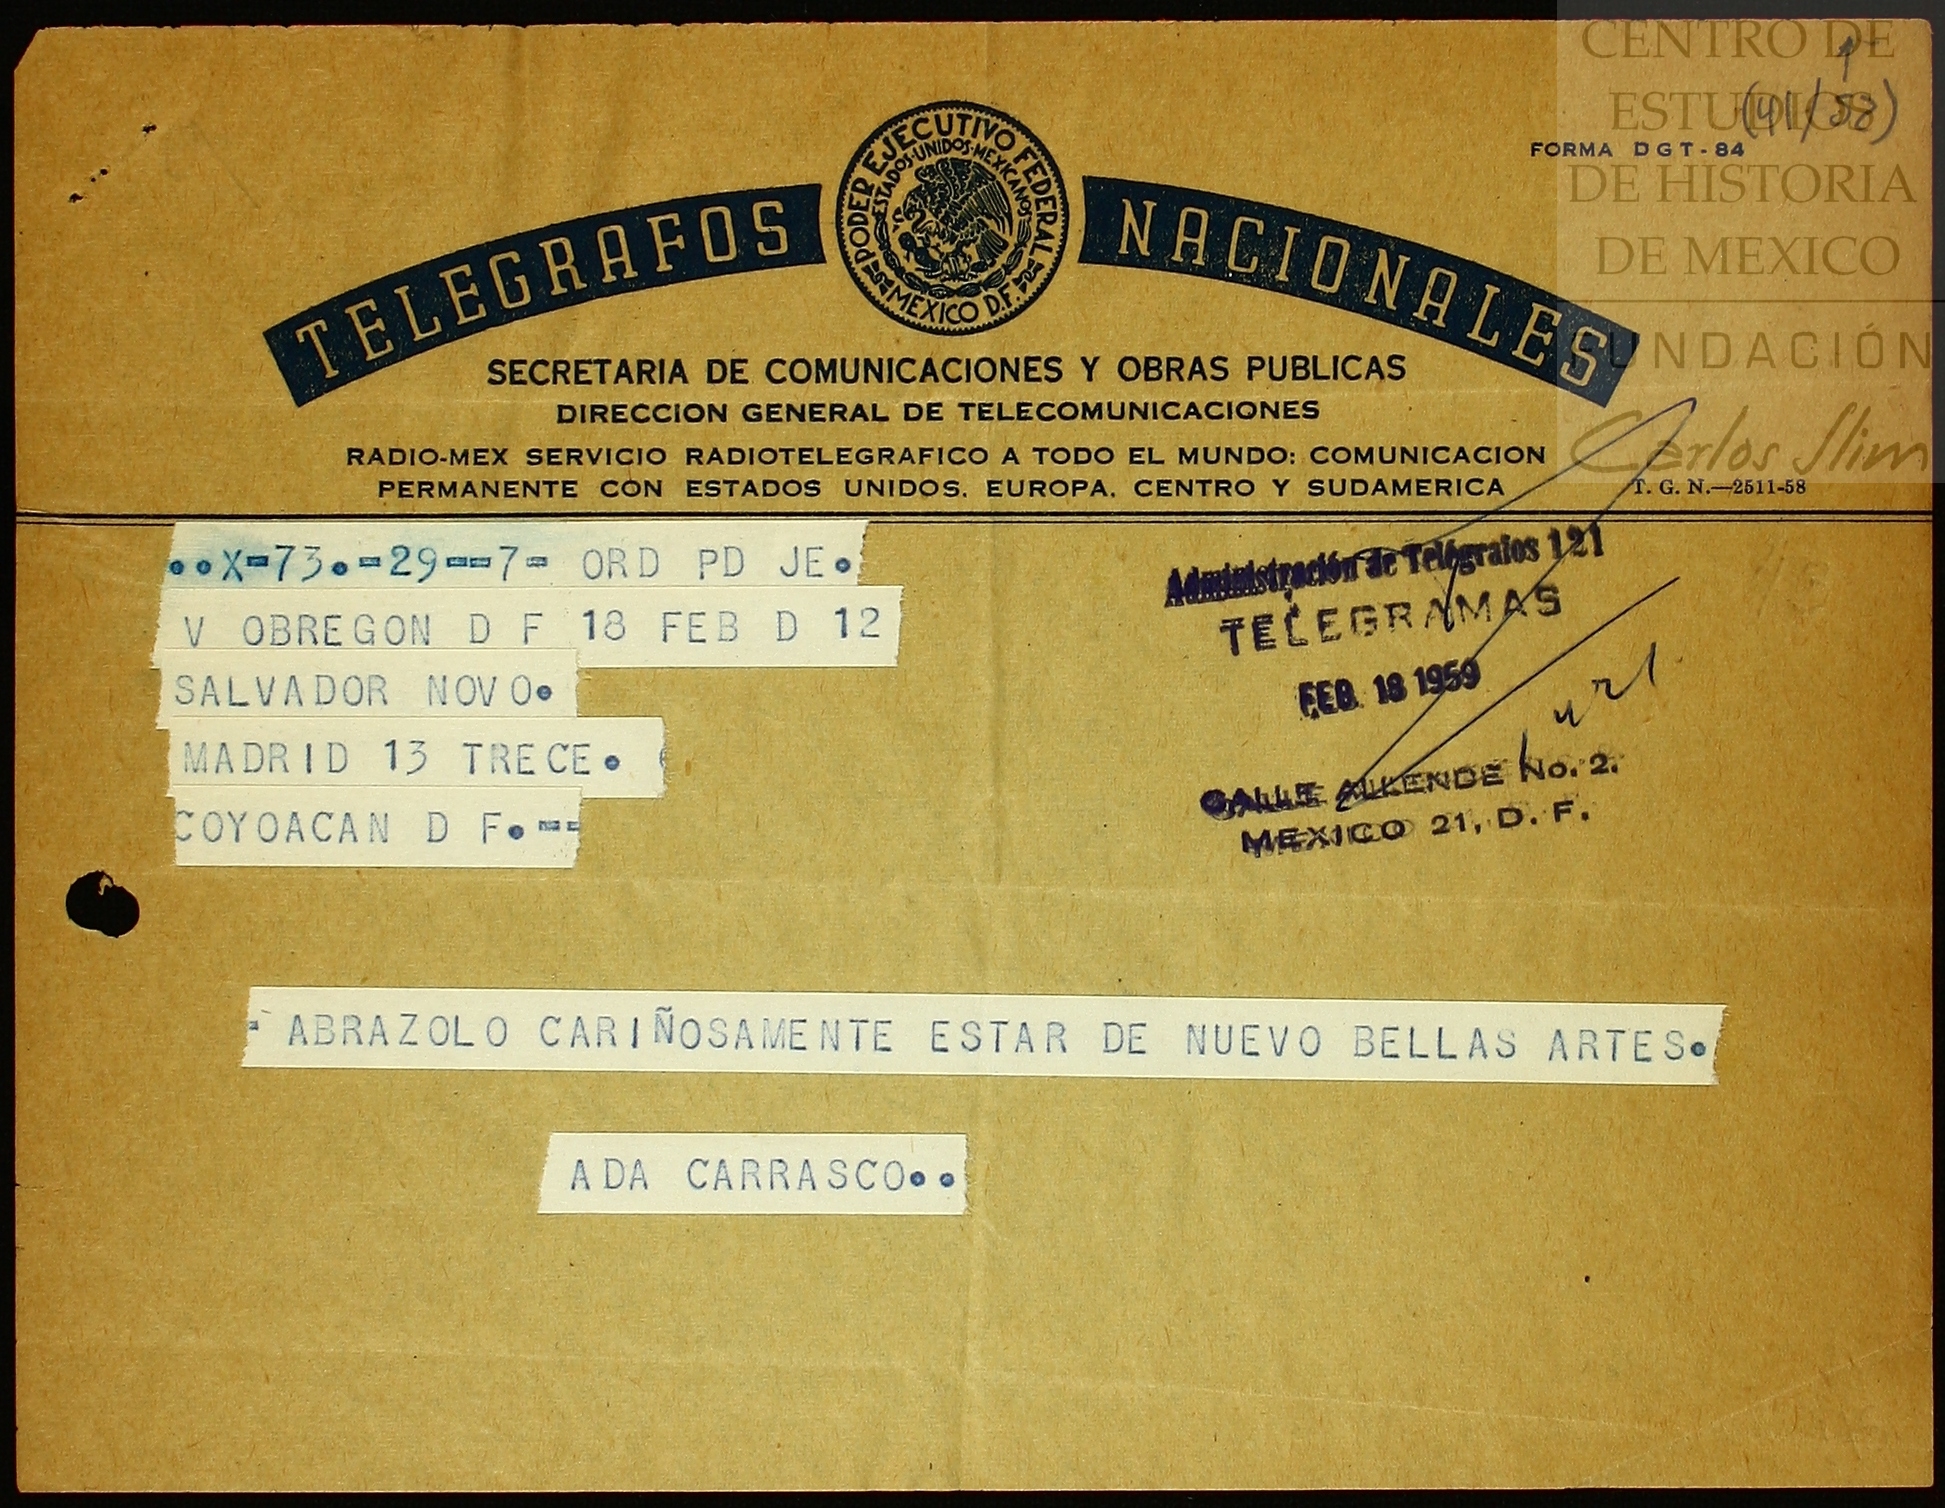 CENTRO DE
ESTUDIOS
DE HISTORIA
DE MEXICO
FUNDACIÓN
Carlos Slim
(41/58)
FORMA DGT-84
TELEGRAFOS NACIONALES
PODER EJECUTIVO FEDERAL
ESTADOS·UNIDOS·MEXICANOS
MEXICO D.F.
SECRETARIA DE COMUNICACIONES Y OBRAS PUBLICAS
DIRECCION GENERAL DE TELECOMUNICACIONES
RADIO-MEX SERVICIO RADIOTELEGRAFICO A TODO EL MUNDO: COMUNICACION
PERMANENTE CON ESTADOS UNIDOS. EUROPA. CENTRO Y SUDAMERICA
T. G. N.—2511-58
..X-73.-29--7- ORD PD JE.
V OBREGON D F 18 FEB D 12
SALVADOR NOVO.
MADRID 13 TRECE.
COYOACAN D F.--
Administración de Telégrafos 121
TELEGRAMAS
FEB. 18 1959
CALLE ALLENDE No. 2.
MEXICO 21, D. F.
- ABRAZOLO CARIÑOSAMENTE ESTAR DE NUEVO BELLAS ARTES.
ADA CARRASCO..